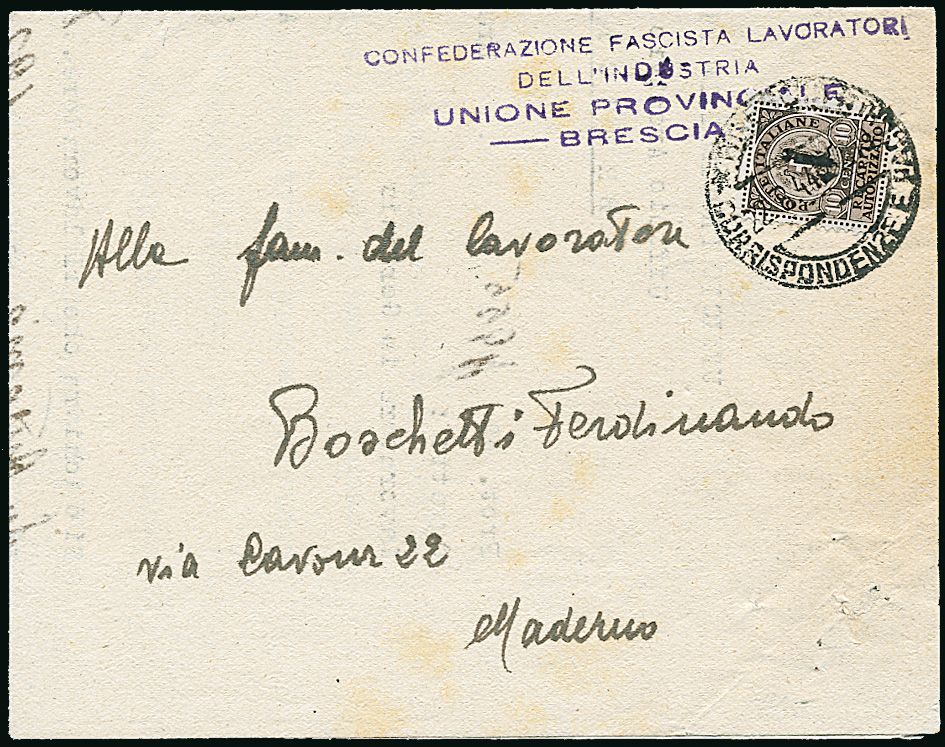 CONFEDERAZIONE FASCISTA LAVORATORI
DELL'INDUSTRIA
UNIONE PROVINCIALE
BRESCIA
POSTE ITALIANE
10 CENT 10
RECAPITO
AUTORIZZATO
CORRISPONDENZE E
Alla fam. del lavoratore
Boschetti Ferdinando
via Cavour 22
Maderno